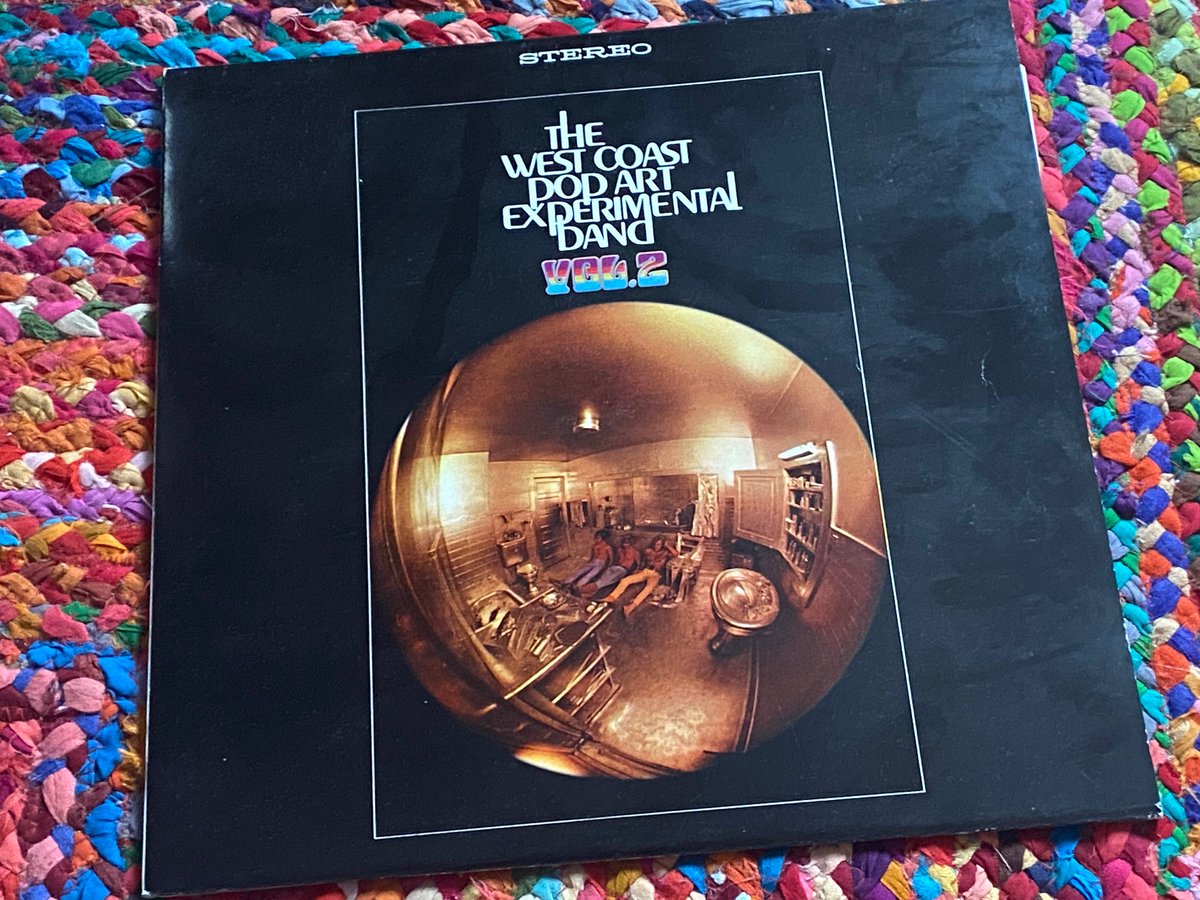 STEREO
THE
WEST COAST
POP ART
EXPERIMENTAL
BAND
VOL.2